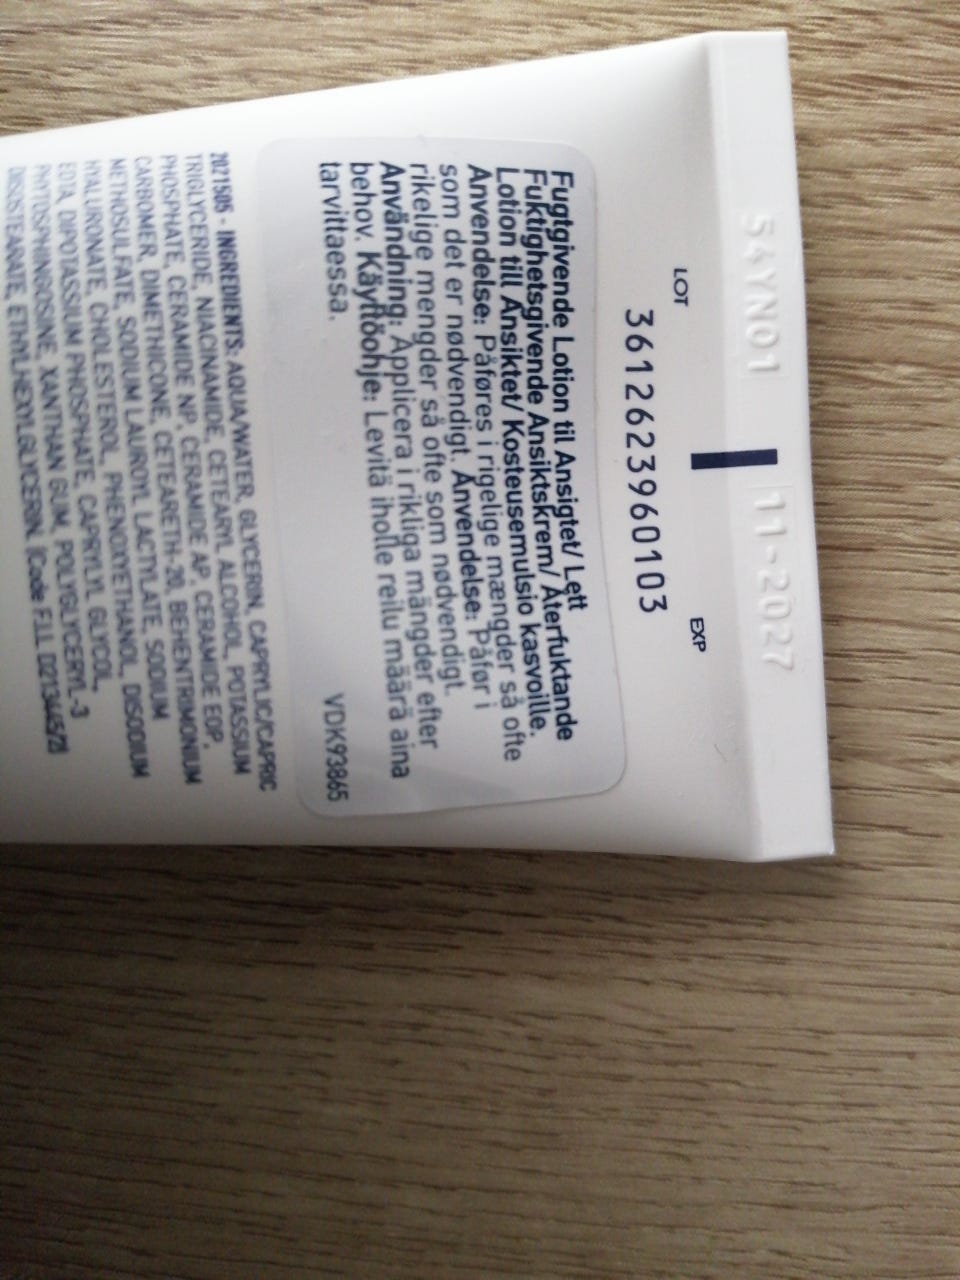 54YN01 11-2027
LOT EXP
3612623960103
Fugtgivende Lotion til Ansigtet/ Lett
Fuktighetsgivende Ansiktskrem/ Återfuktande
Lotion till Ansiktet/ Kosteusemulsio kasvoille.
Anvendelse: Påføres i rigelige mængder så ofte
som det er nødvendigt. Anvendelse: Påfør i
rikelige mengder så ofte som nødvendigt.
Användning: Applicera i rikliga mängder efter
behov. Käyttöohje: Levitä iholle reilu määrä aina
tarvittaessa. VDK93865
2021505 - INGREDIENTS: AQUA/WATER, GLYCERIN, CAPRYLIC/CAPRIC
TRIGLYCERIDE, NIACINAMIDE, CETEARYL ALCOHOL, POTASSIUM
PHOSPHATE, CERAMIDE NP, CERAMIDE AP, CERAMIDE EOP,
CARBOMER, DIMETHICONE, CETEARETH-20, BEHENTRIMONIUM
METHOSULFATE, SODIUM LAUROYL LACTYLATE, SODIUM
HYALURONATE, CHOLESTEROL, PHENOXYETHANOL, DISODIUM
EDTA, DIPOTASSIUM PHOSPHATE, CAPRYLYL GLYCOL,
PHYTOSPHINGOSINE, XANTHAN GUM, POLYGLYCERYL-3
DIISOSTEARATE, ETHYLHEXYLGLYCERIN. (Code F.I.L.